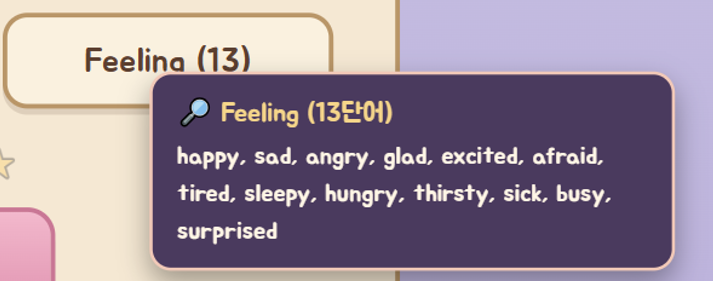 Feeling (13)
Feeling (13단어)
happy, sad, angry, glad, excited, afraid,
tired, sleepy, hungry, thirsty, sick, busy,
surprised